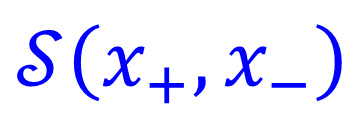 𝒮(x₊, x₋)